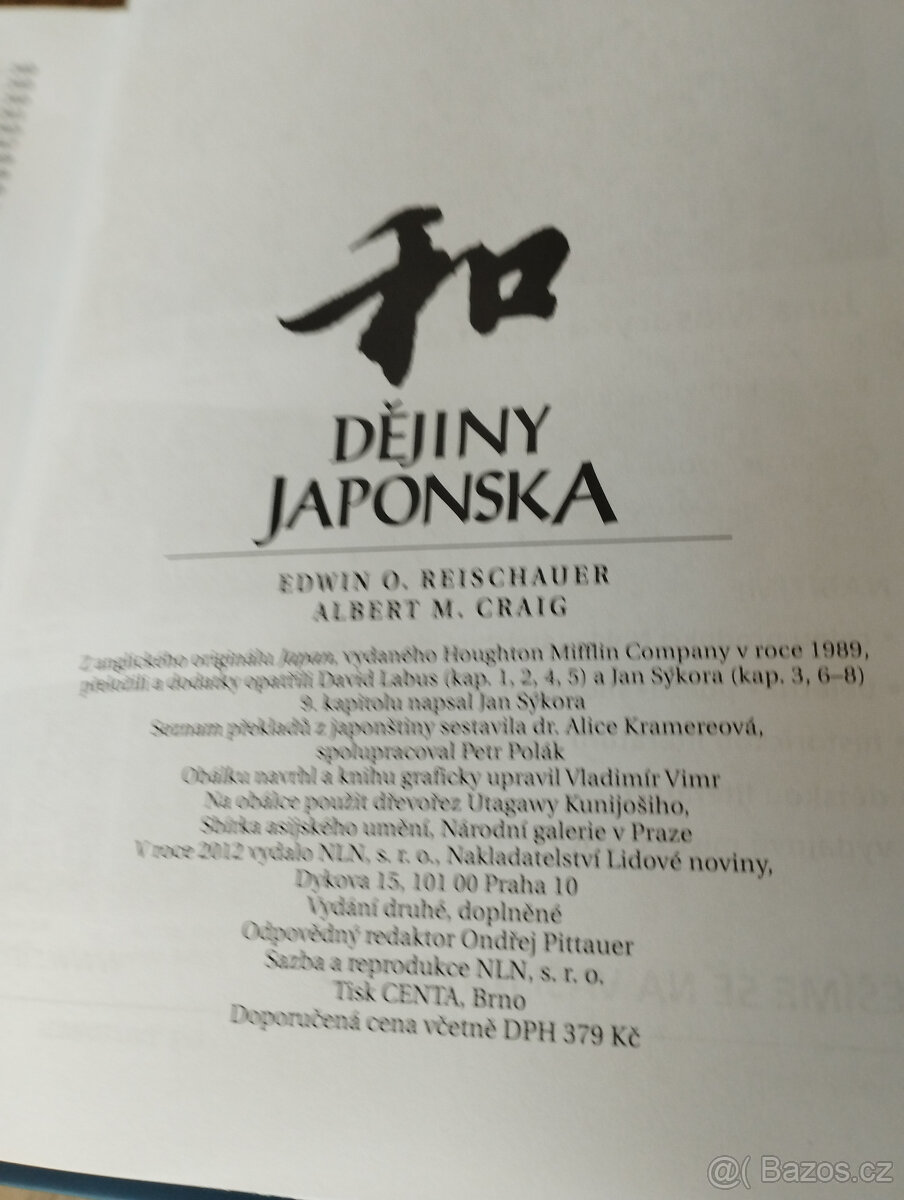 和
DĚJINY
JAPONSKA
EDWIN O. REISCHAUER
ALBERT M. CRAIG
Z anglického originálu Japan, vydaného Houghton Mifflin Company v roce 1989,
přeložili a dodatky opatřili David Labus (kap. 1, 2, 4, 5) a Jan Sýkora (kap. 3, 6–8)
9. kapitolu napsal Jan Sýkora
Seznam překladů z japonštiny sestavila dr. Alice Kramereová,
spolupracoval Petr Polák
Obálku navrhl a knihu graficky upravil Vladimír Vimr
Na obálce použit dřevořez Utagawy Kunijošiho,
Sbírka asijského umění, Národní galerie v Praze
V roce 2012 vydalo NLN, s. r. o., Nakladatelství Lidové noviny,
Dykova 15, 101 00 Praha 10
Vydání druhé, doplněné
Odpovědný redaktor Ondřej Pittauer
Sazba a reprodukce NLN, s. r. o.
Tisk CENTA, Brno
Doporučená cena včetně DPH 379 Kč
@( Bazos.cz